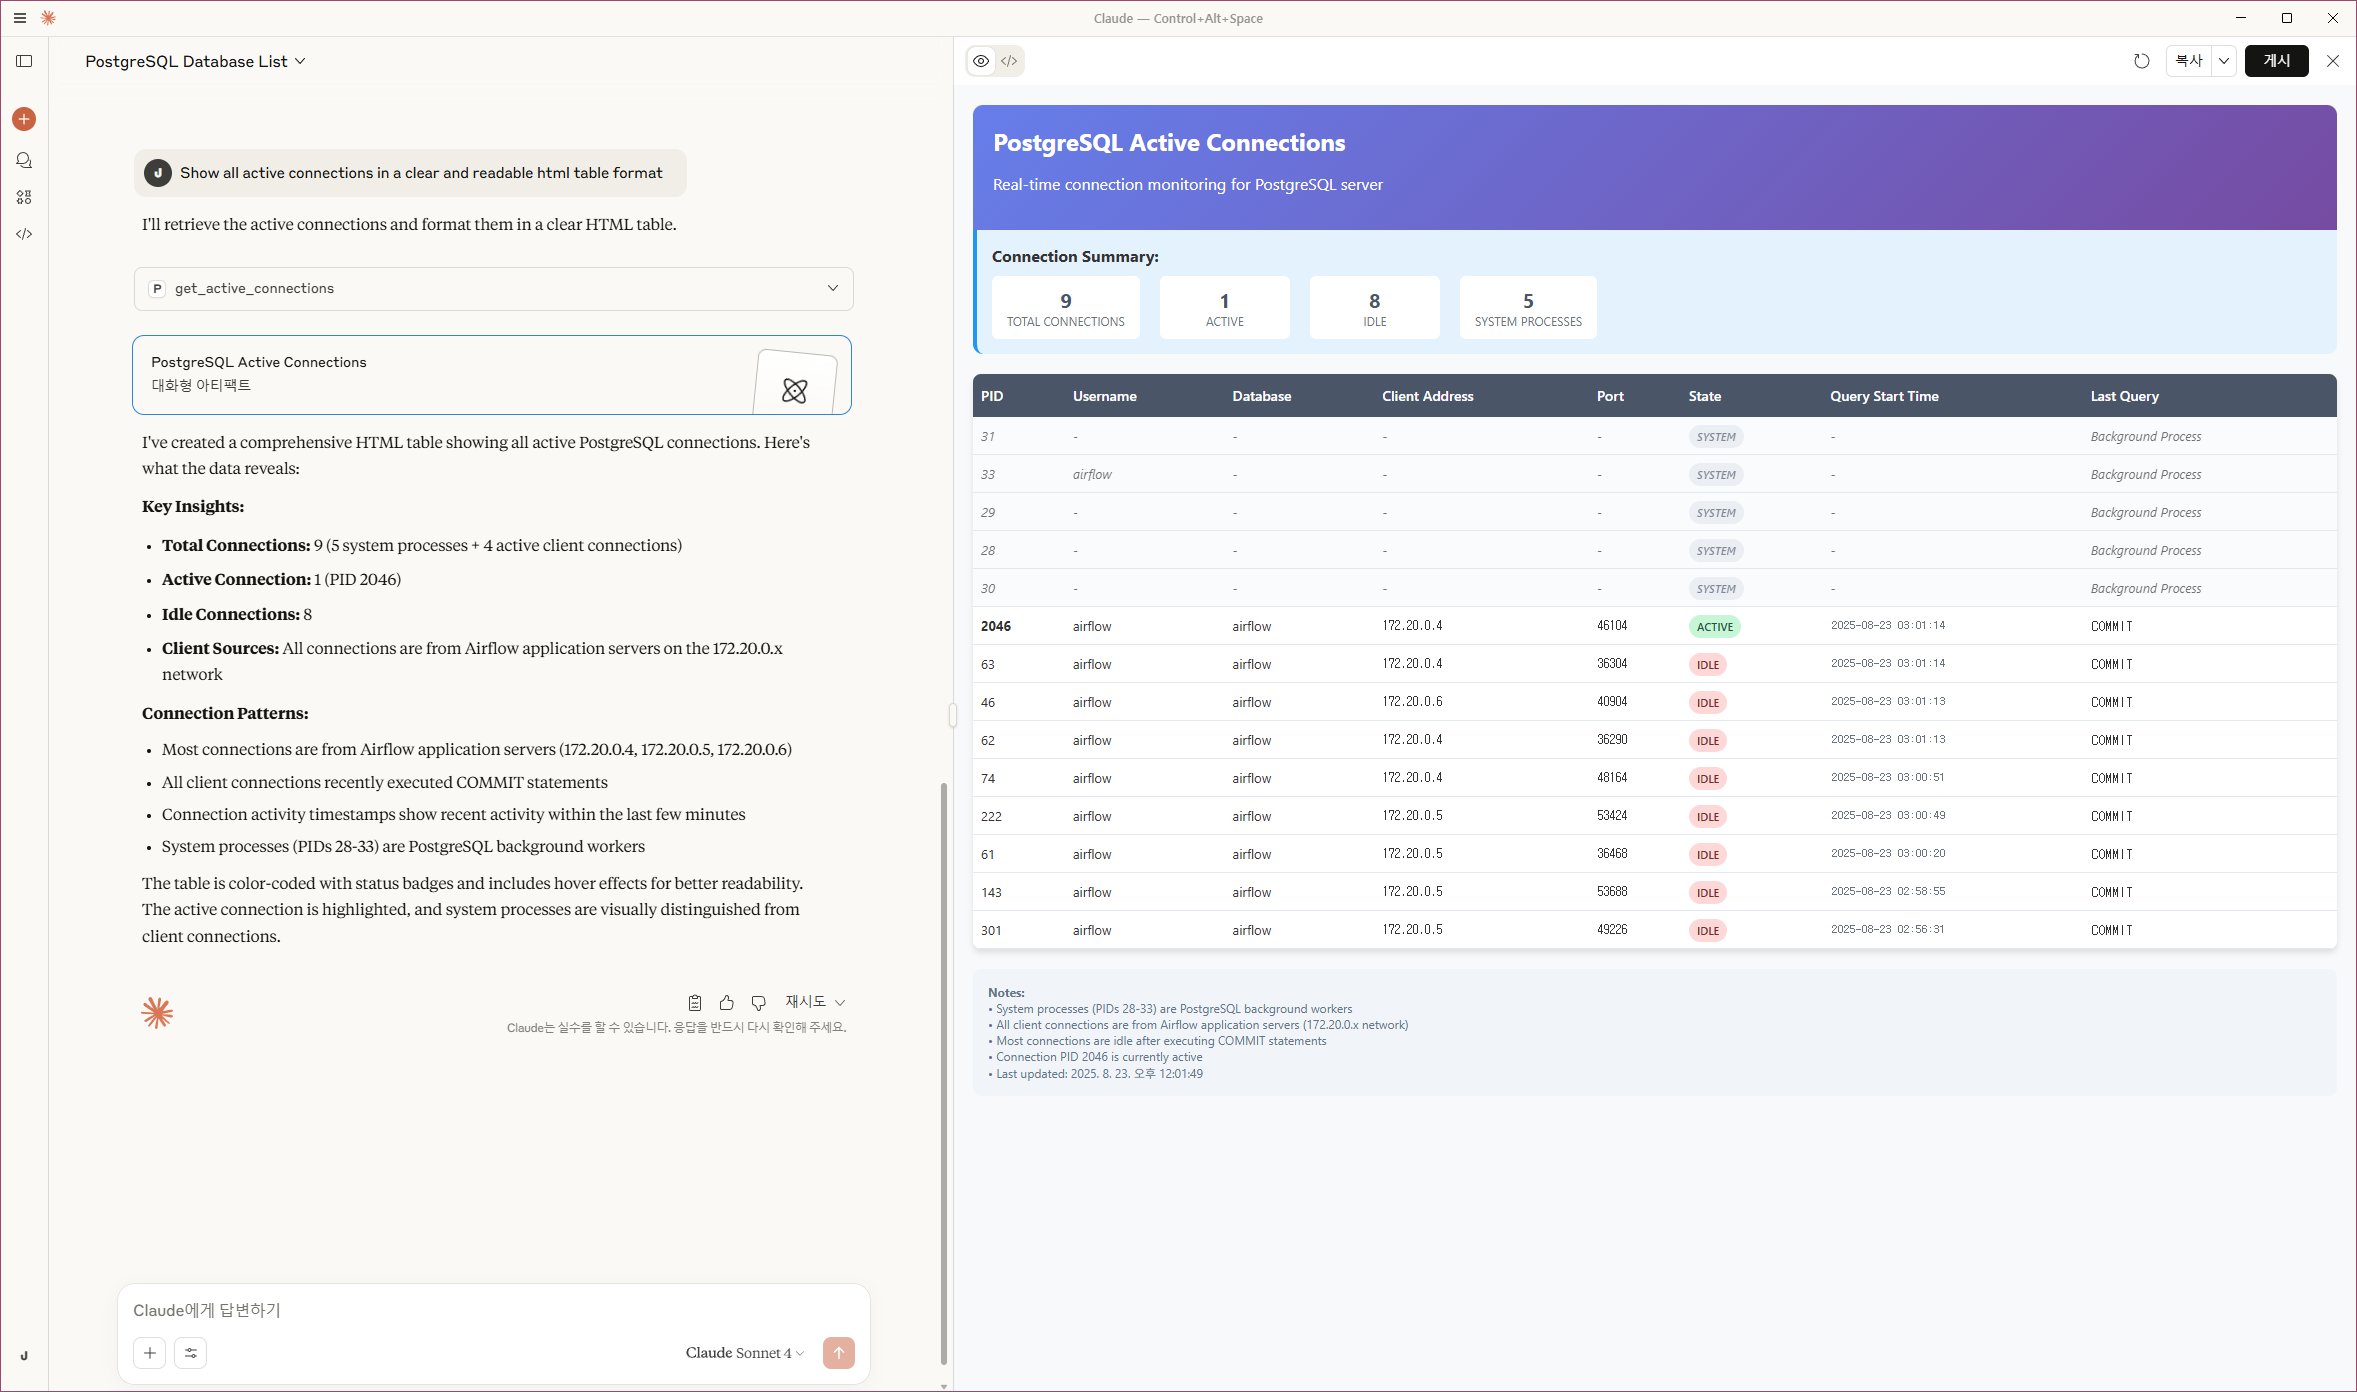 Claude — Control+Alt+Space
PostgreSQL Database List
J
Show all active connections in a clear and readable html table format
I'll retrieve the active connections and format them in a clear HTML table.
P
get_active_connections
PostgreSQL Active Connections
대화형 아티팩트
I've created a comprehensive HTML table showing all active PostgreSQL connections. Here's
what the data reveals:
Key Insights:
• Total Connections: 9 (5 system processes + 4 active client connections)
• Active Connection: 1 (PID 2046)
• Idle Connections: 8
• Client Sources: All connections are from Airflow application servers on the 172.20.0.x
network
Connection Patterns:
• Most connections are from Airflow application servers (172.20.0.4, 172.20.0.5, 172.20.0.6)
• All client connections recently executed COMMIT statements
• Connection activity timestamps show recent activity within the last few minutes
• System processes (PIDs 28-33) are PostgreSQL background workers
The table is color-coded with status badges and includes hover effects for better readability.
The active connection is highlighted, and system processes are visually distinguished from
client connections.
재시도
Claude는 실수를 할 수 있습니다. 응답을 반드시 다시 확인해 주세요.
Claude에게 답변하기
Claude Sonnet 4
J
</>
</>
복사
게시
PostgreSQL Active Connections
Real-time connection monitoring for PostgreSQL server
Connection Summary:
9 1 8 5
TOTAL CONNECTIONS ACTIVE IDLE SYSTEM PROCESSES
PID Username Database Client Address Port State Query Start Time Last Query
31 - - - - SYSTEM - Background Process
33 airflow - - - SYSTEM - Background Process
29 - - - - SYSTEM - Background Process
28 - - - - SYSTEM - Background Process
30 - - - - SYSTEM - Background Process
2046 airflow airflow 172.20.0.4 46104 ACTIVE 2025-08-23 03:01:14 COMMIT
63 airflow airflow 172.20.0.4 36304 IDLE 2025-08-23 03:01:14 COMMIT
46 airflow airflow 172.20.0.6 40904 IDLE 2025-08-23 03:01:13 COMMIT
62 airflow airflow 172.20.0.4 36290 IDLE 2025-08-23 03:01:13 COMMIT
74 airflow airflow 172.20.0.4 48164 IDLE 2025-08-23 03:00:51 COMMIT
222 airflow airflow 172.20.0.5 53424 IDLE 2025-08-23 03:00:49 COMMIT
61 airflow airflow 172.20.0.5 36468 IDLE 2025-08-23 03:00:20 COMMIT
143 airflow airflow 172.20.0.5 53688 IDLE 2025-08-23 02:58:55 COMMIT
301 airflow airflow 172.20.0.5 49226 IDLE 2025-08-23 02:56:31 COMMIT
Notes:
• System processes (PIDs 28-33) are PostgreSQL background workers
• All client connections are from Airflow application servers (172.20.0.x network)
• Most connections are idle after executing COMMIT statements
• Connection PID 2046 is currently active
• Last updated: 2025. 8. 23. 오후 12:01:49